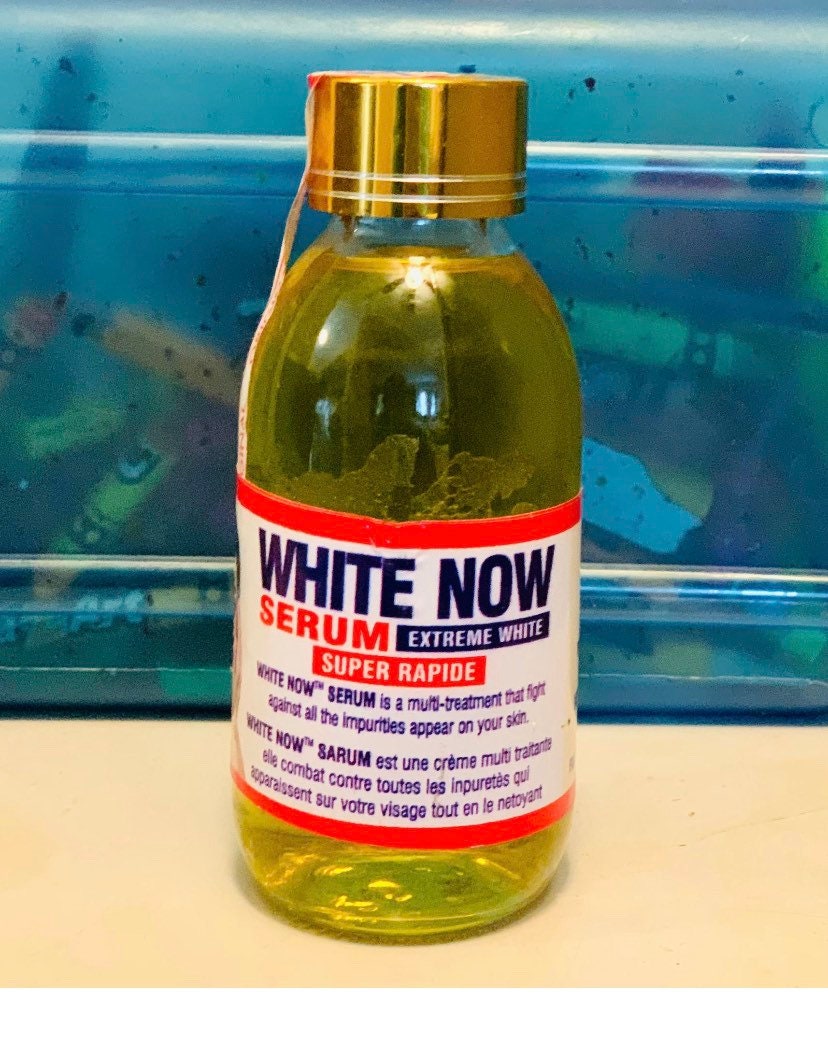 WHITE NOW
SERUM EXTREME WHITE
SUPER RAPIDE
WHITE NOW™ SERUM is a multi-treatment that fight
against all the impurities appear on your skin.
WHITE NOW™ SARUM est une crème multi traitante
elle combat contre toutes les inpuretès qui
apparaissent sur votre visage tout en le netoyant